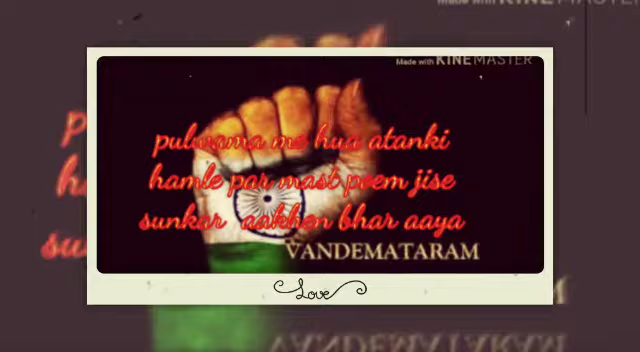 Made with KINEMASTER
pulwama me hua atanki
hamle par mast poem jise
sunkar aakhen bhar aaya
VANDEMATARAM
Love